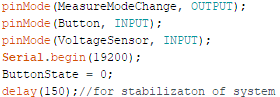 pinMode(MeasureModeChange, OUTPUT);
pinMode(Button, INPUT);
pinMode(VoltageSensor, INPUT);
Serial.begin(19200);
ButtonState = 0;
delay(150);//for stabilizaton of system